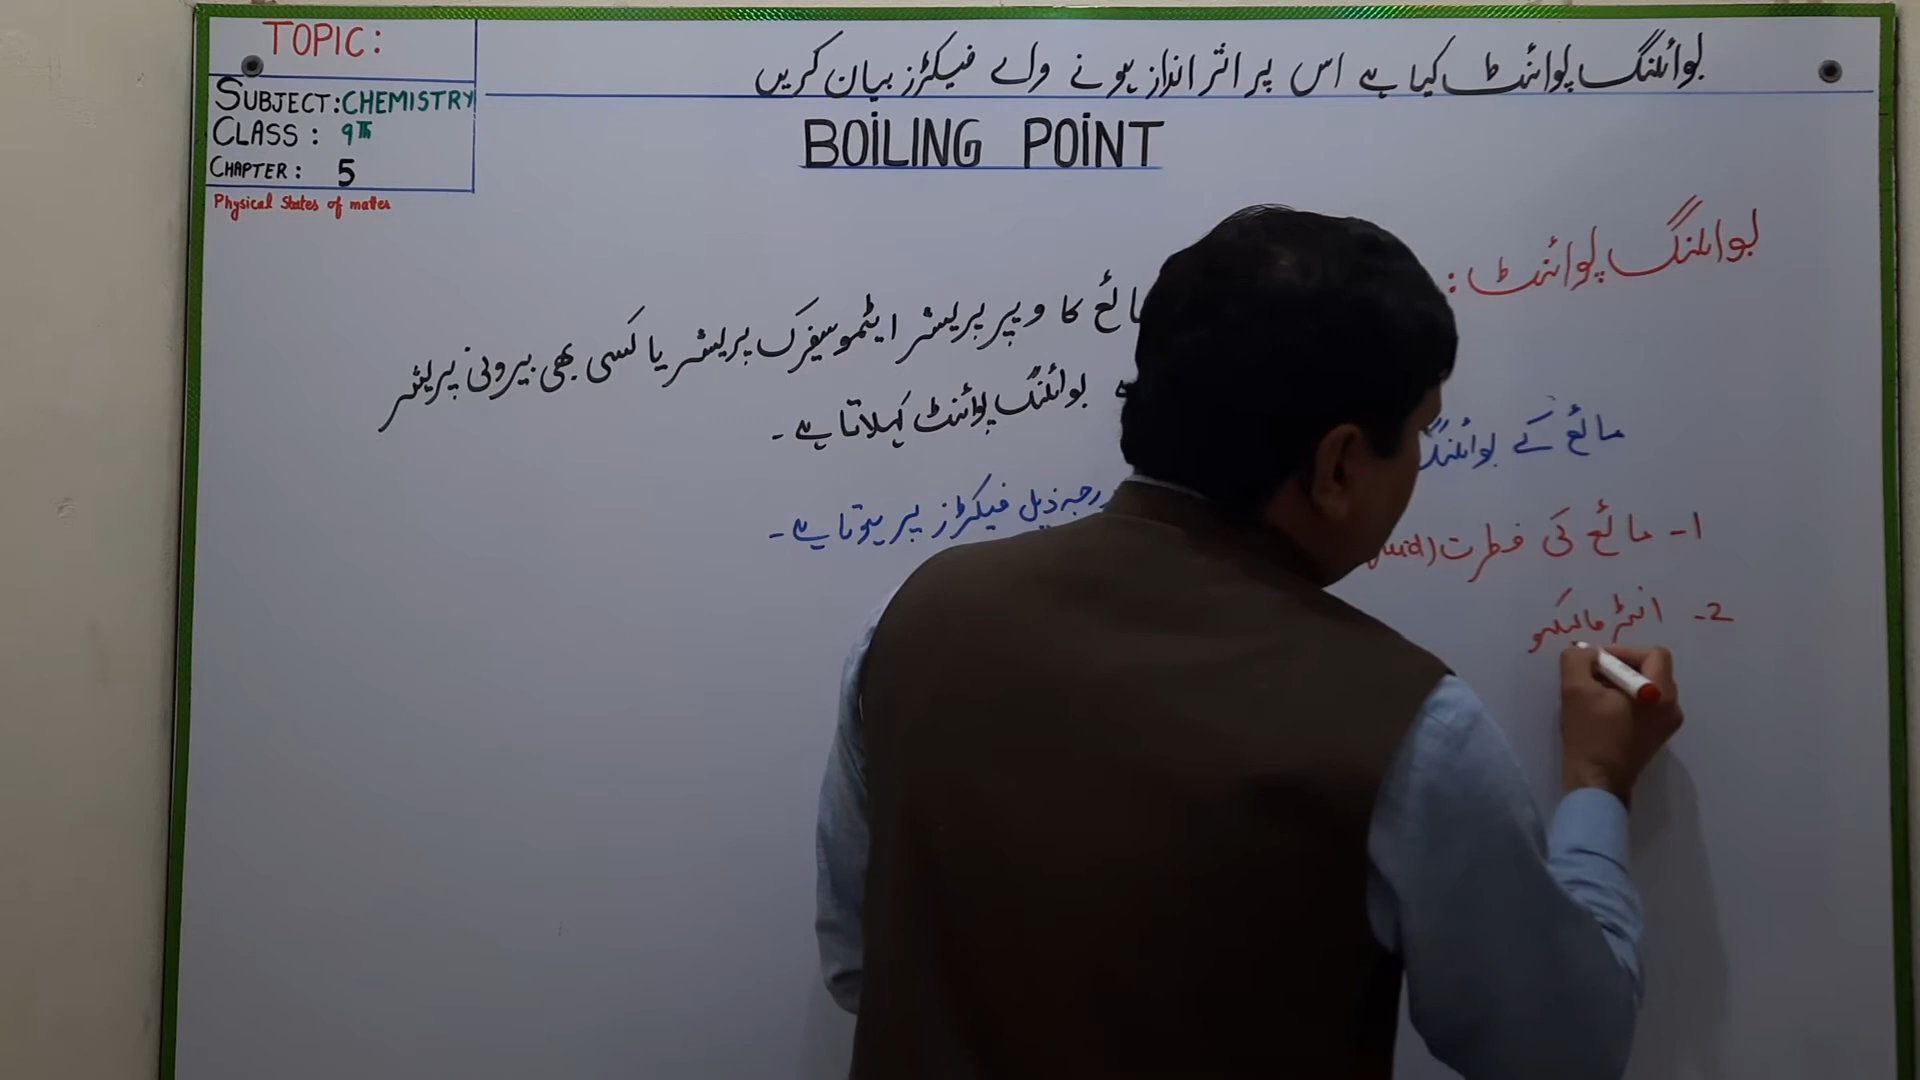 TOPIC:
بوائلنگ پوائنٹ کیا ہے اس پر اثر انداز ہونے والے فیکٹرز بیان کریں
SUBJECT: CHEMISTRY
CLASS: 9Th
CHAPTER: 5
Physical States of matter
BOILING POINT
بوائلنگ پوائنٹ:
مائع کا ویپر پریشر ایٹموسفیرک پریشر یا کسی بھی بیرونی پریشر
بوائلنگ پوائنٹ کہلاتا ہے۔
مائع کے بوائلنگ
ذیل فیکٹرز پر ہوتا ہے۔
1- مائع کی فطرت
2- انٹر مالیکیو